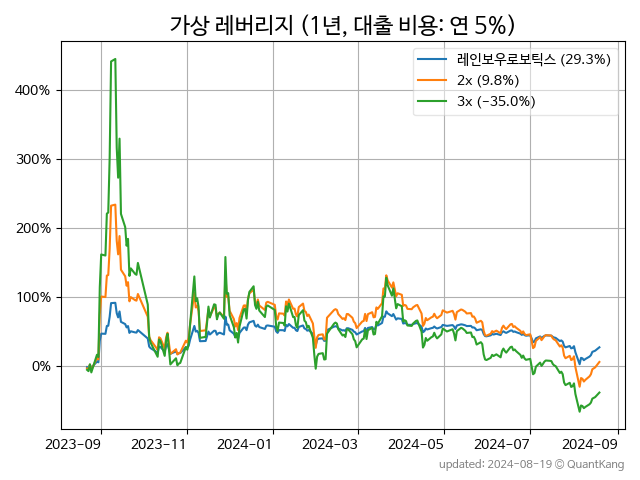 가상 레버리지 (1년, 대출 비용: 연 5%)
레인보우로보틱스 (29.3%)
2x (9.8%)
3x (−35.0%)
400%
300%
200%
100%
0%
2023-09 2023-11 2024-01 2024-03 2024-05 2024-07 2024-09
updated: 2024-08-19 © QuantKang